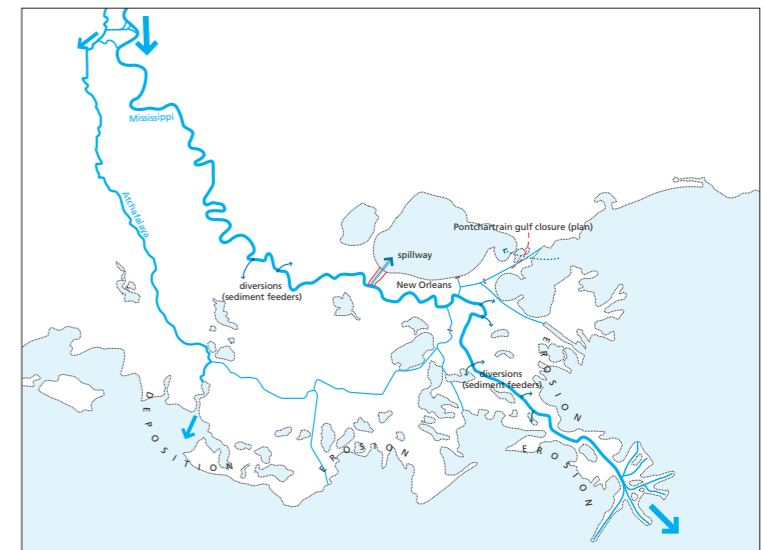 Mississippi
Atchafalaya
Pontchartrain gulf closure (plan)
spillway
diversions
(sediment feeders)
New Orleans
EROSION
diversions
(sediment feeders)
DEPOSITION
EROSION
EROSION